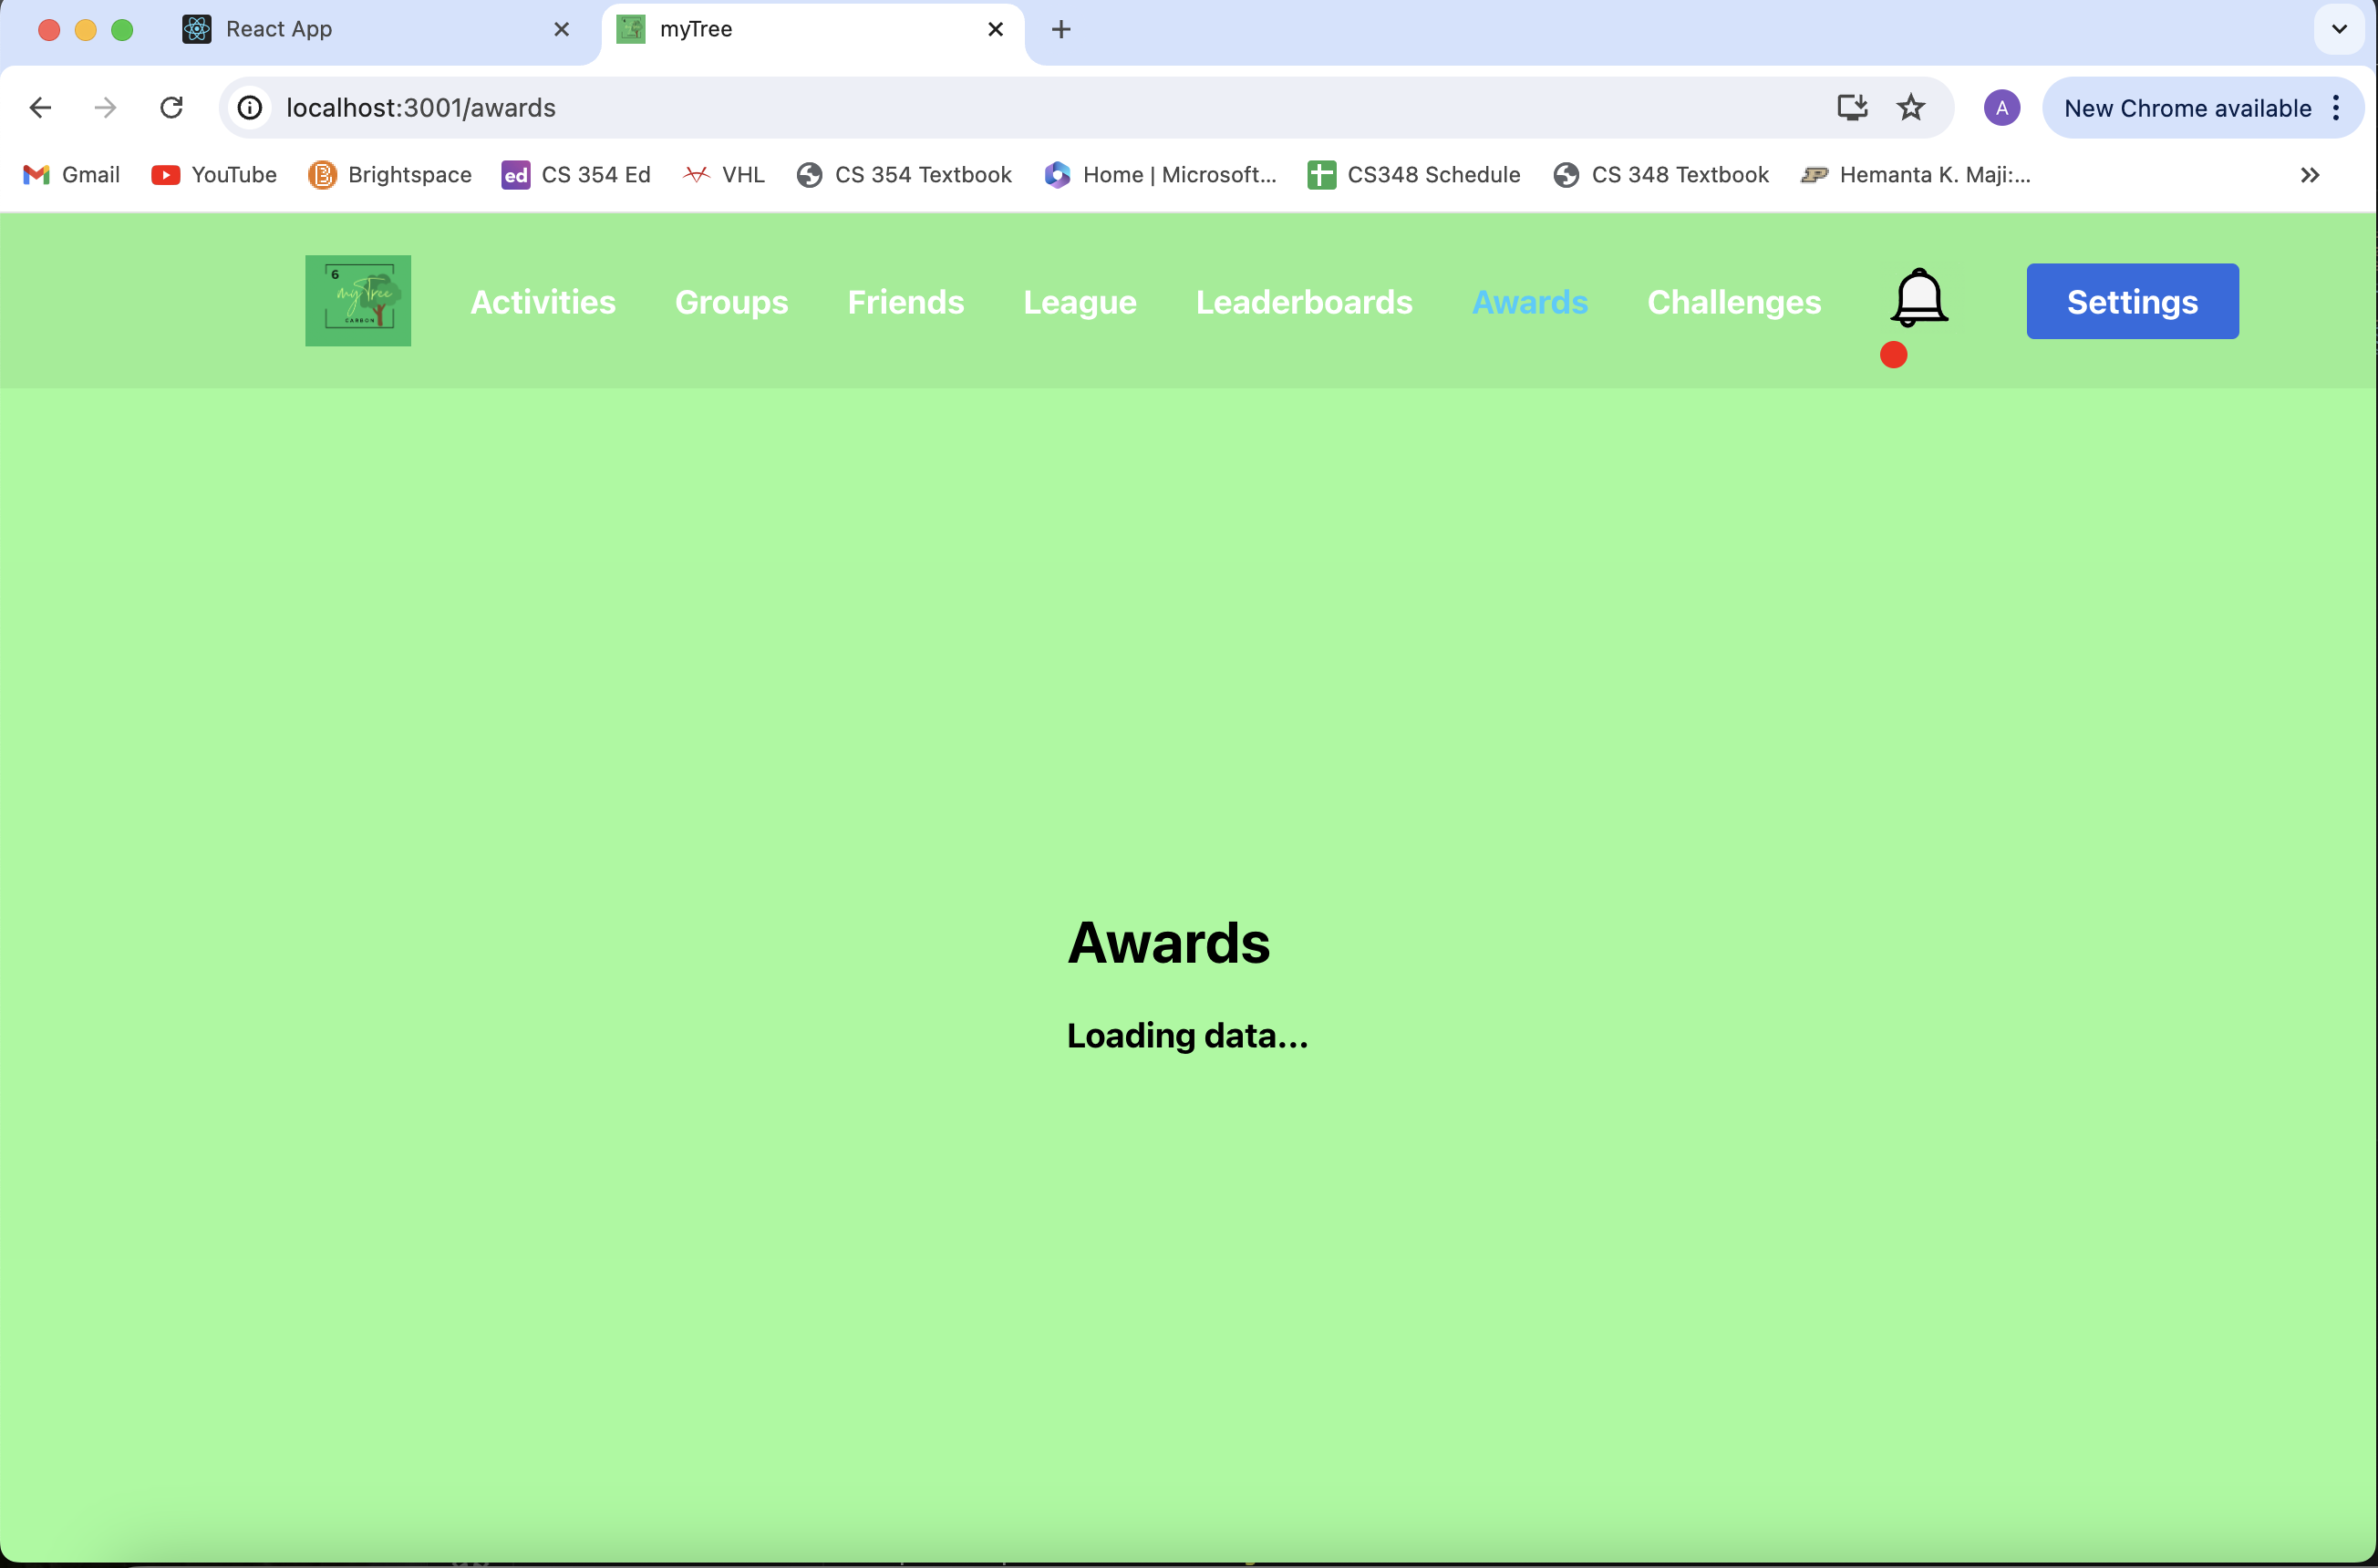 React App
myTree
localhost:3001/awards
A
New Chrome available
Gmail
YouTube
Brightspace
ed
CS 354 Ed
VHL
CS 354 Textbook
Home | Microsoft...
CS348 Schedule
CS 348 Textbook
Hemanta K. Maji:...
6
myTree
CARBON
Activities
Groups
Friends
League
Leaderboards
Awards
Challenges
Settings
Awards
Loading data...